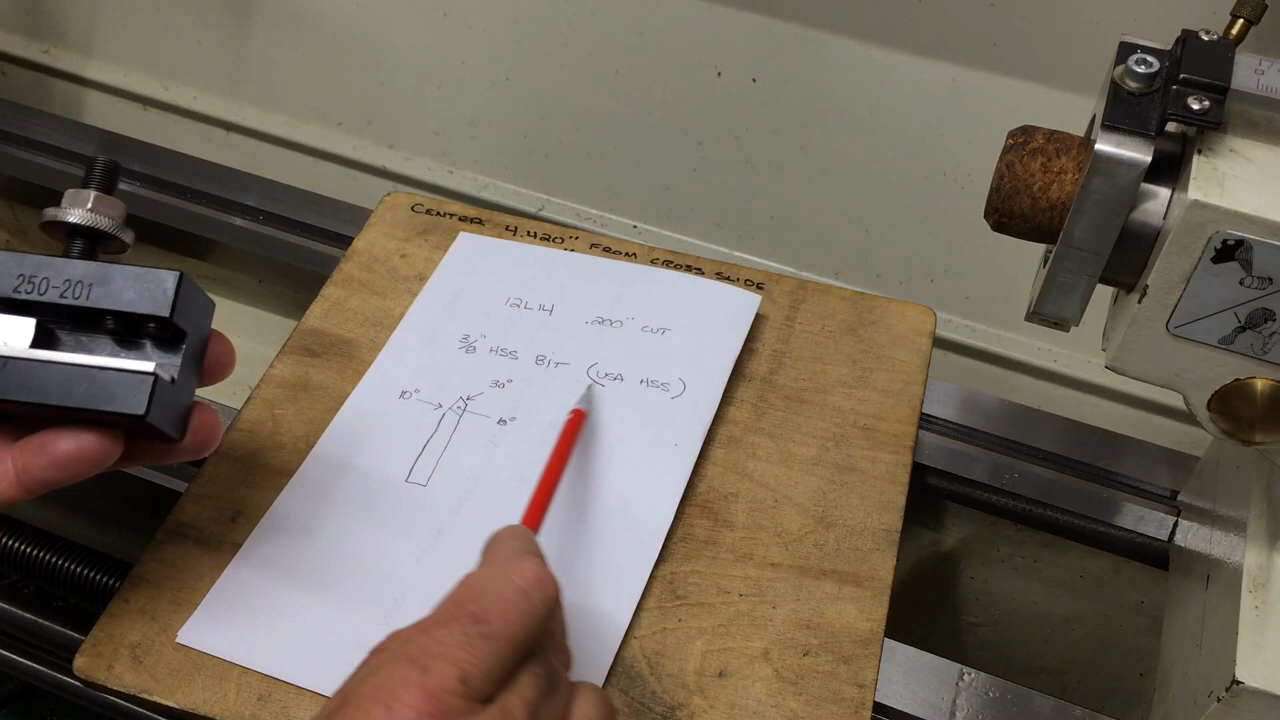 CENTER 4.420" FROM CROSS SLIDE
250-201
12L14 .200" CUT
3/8" HSS BIT (USA HSS)
30°
10°